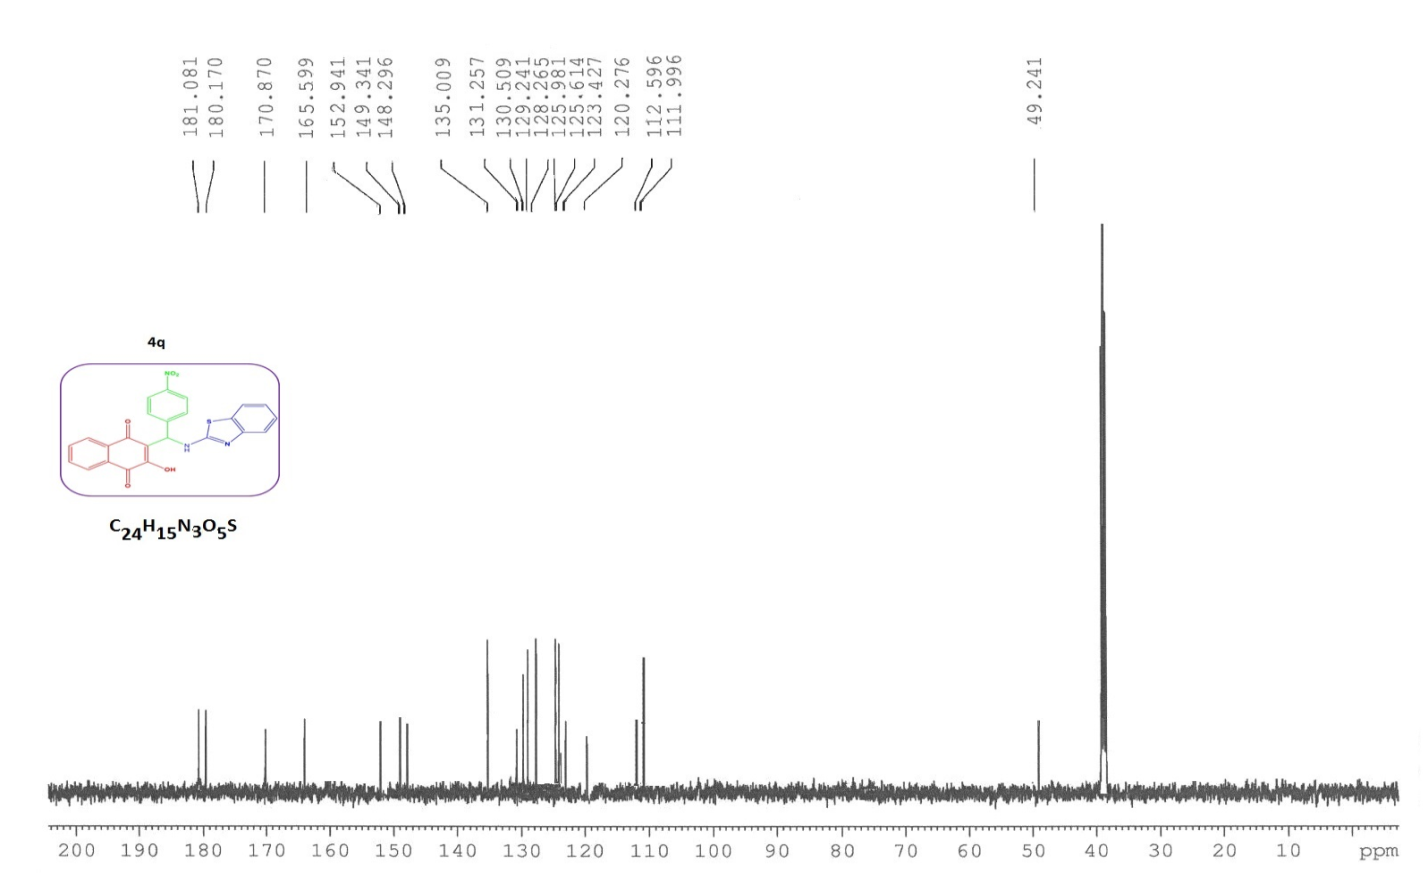 181.081
180.170
170.870
165.599
152.941
149.341
148.296
135.009
131.257
130.509
129.241
128.265
125.981
125.614
123.427
120.276
112.596
111.996
49.241
4q
NO₂
O
S
N
H
N
OH
O
C₂₄H₁₅N₃O₅S
200 190 180 170 160 150 140 130 120 110 100 90 80 70 60 50 40 30 20 10 ppm